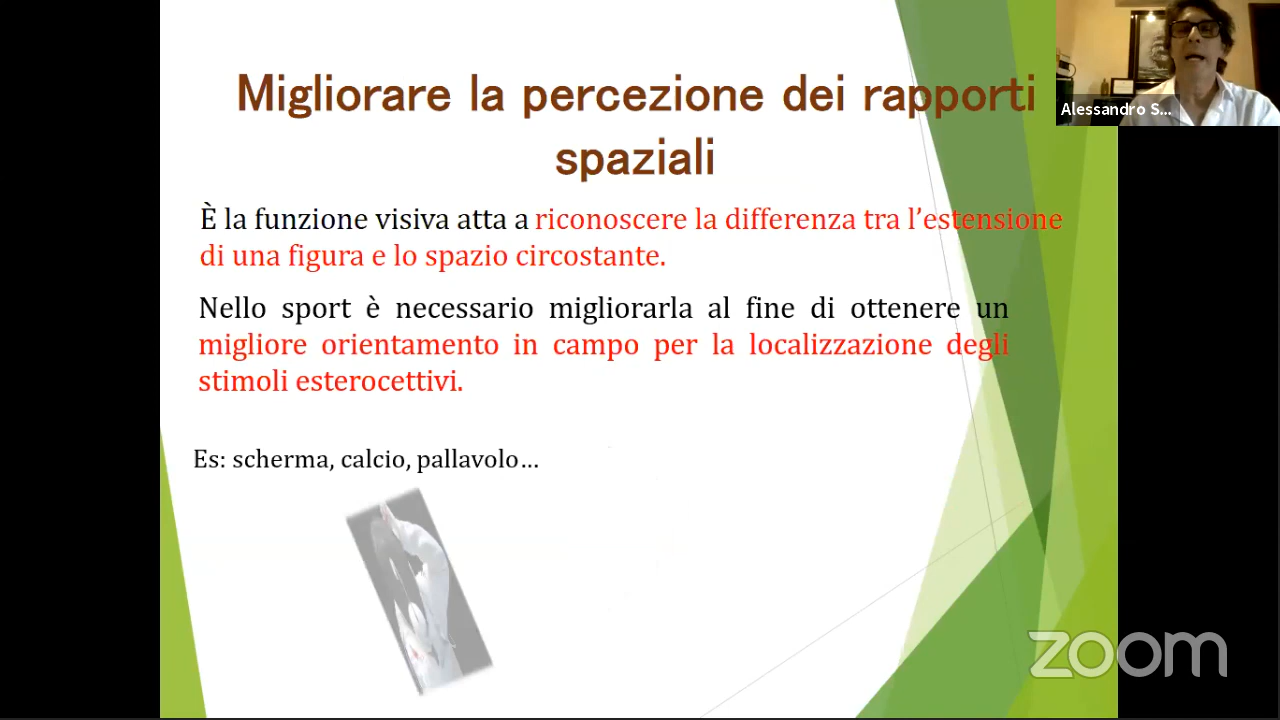 Migliorare la percezione dei rapporti
spaziali
Alessandro S...
È la funzione visiva atta a riconoscere la differenza tra l’estensione
di una figura e lo spazio circostante.
Nello sport è necessario migliorarla al fine di ottenere un
migliore orientamento in campo per la localizzazione degli
stimoli esterocettivi.
Es: scherma, calcio, pallavolo…
zoom